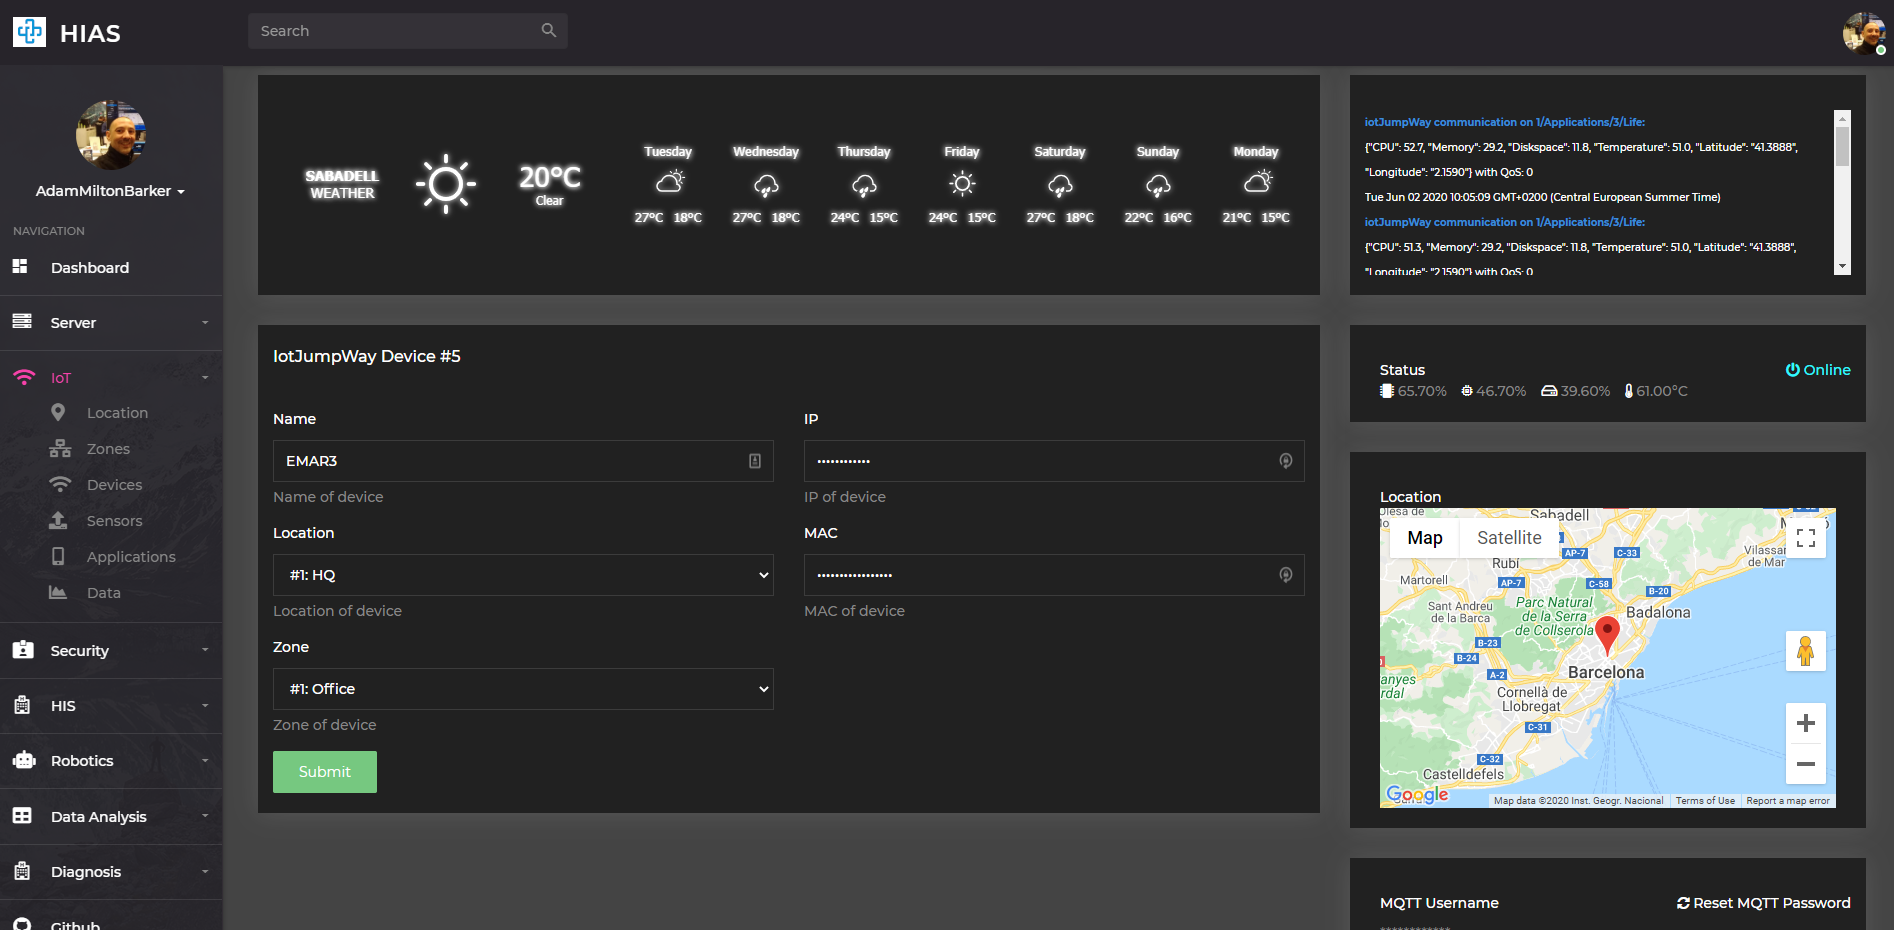 HIAS
Search
AdamMiltonBarker
NAVIGATION
Dashboard
Server
IoT
Location
Zones
Devices
Sensors
Applications
Data
Security
HIS
Robotics
Data Analysis
Diagnosis
Github
SABADELL
WEATHER
20°C
Clear
Tuesday
27°C 18°C
Wednesday
27°C 18°C
Thursday
24°C 15°C
Friday
24°C 15°C
Saturday
27°C 18°C
Sunday
22°C 16°C
Monday
21°C 15°C
iotJumpWay communication on 1/Applications/3/Life:
{"CPU": 52.7, "Memory": 29.2, "Diskspace": 11.8, "Temperature": 51.0, "Latitude": "41.3888",
"Longitude": "2.1590"} with QoS: 0
Tue Jun 02 2020 10:05:09 GMT+0200 (Central European Summer Time)
iotJumpWay communication on 1/Applications/3/Life:
{"CPU": 51.3, "Memory": 29.2, "Diskspace": 11.8, "Temperature": 51.0, "Latitude": "41.3888",
"Longitude": "2.1590"} with QoS: 0
IotJumpWay Device #5
Name
EMAR3
Name of device
IP
••••••••••••
IP of device
Location
#1: HQ
Location of device
MAC
•••••••••••••••••
MAC of device
Zone
#1: Office
Zone of device
Submit
Status
Online
65.70% 46.70% 39.60% 61.00°C
Location
Olesa de
Sabadell
Map
Satellite
AP-7
C-33
Vilassar
de Mar
Rubí
Martorell
AP-7
C-58
B-20
Sant Andreu
de la Barca
Parc Natural
de la Serra
de Collserola
Badalona
B-23
B-24
A-2
Barcelona
anyes
rdal
Cornellà de
Llobregat
C-31
C-32
Castelldefels
Google
Map data ©2020 Inst. Geogr. Nacional
Terms of Use
Report a map error
MQTT Username
Reset MQTT Password